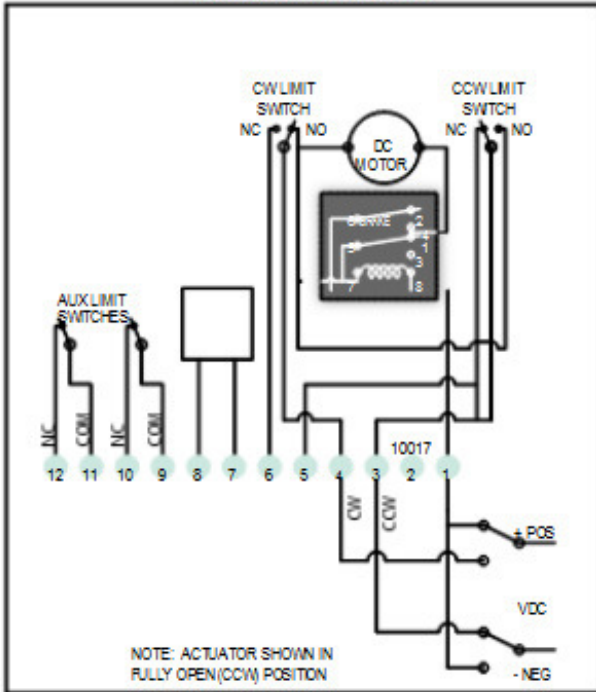 CW LIMIT
SWITCH
NC NO
CCW LIMIT
SWITCH
NC NO
DC
MOTOR
2
4
1
3
7 8
AUX LIMIT
SWITCHES
NC
COM
NC
COM
10017
12 11 10 9 8 7 6 5 4 3 2 1
CW
CCW
+ POS
VDC
- NEG
NOTE: ACTUATOR SHOWN IN
FULLY OPEN (CCW) POSITION